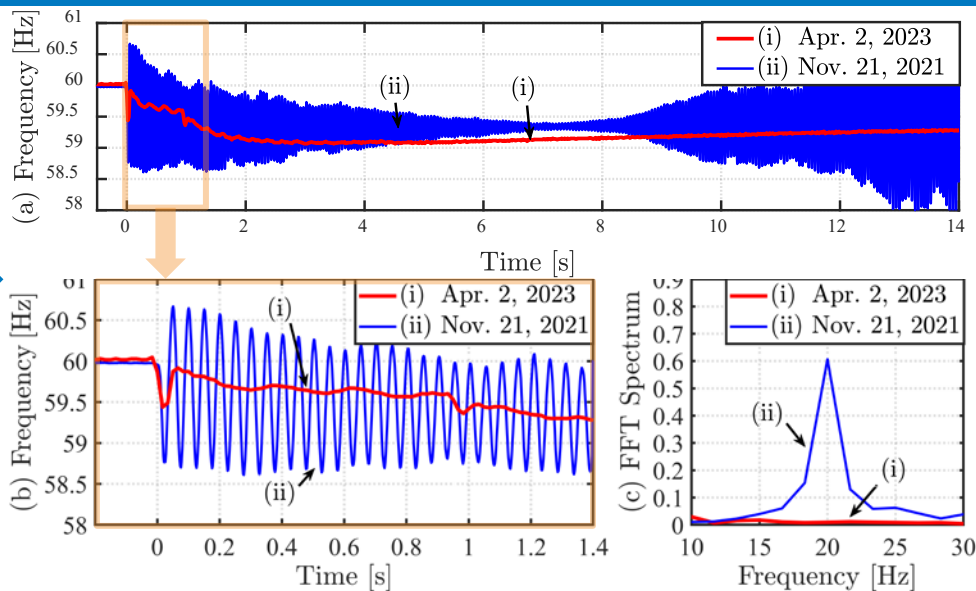 61
60.5
60
59.5
59
58.5
58
(a) Frequency [Hz]
(i) Apr. 2, 2023
(ii) Nov. 21, 2021
(ii)
(i)
0
2
4
6
8
10
12
14
Time [s]
61
60.5
60
59.5
59
58.5
58
(b) Frequency [Hz]
(i) Apr. 2, 2023
(ii) Nov. 21, 2021
(i)
(ii)
0
0.2
0.4
0.6
0.8
1
1.2
1.4
Time [s]
0.9
0.8
0.7
0.6
0.5
0.4
0.3
0.2
0.1
0
(c) FFT Spectrum
(i) Apr. 2, 2023
(ii) Nov. 21, 2021
(ii)
(i)
10
15
20
25
30
Frequency [Hz]